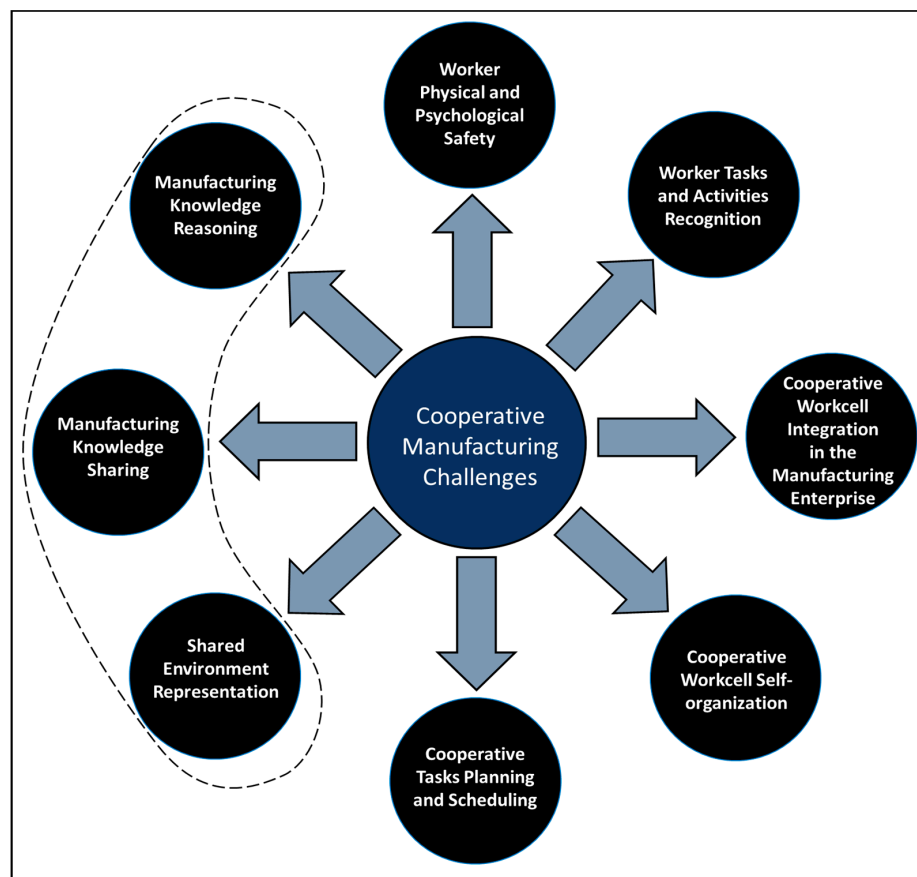 Worker
Physical and
Psychological
Safety
Worker Tasks
and Activities
Recognition
Manufacturing
Knowledge
Reasoning
Cooperative
Workcell
Integration
in the
Manufacturing
Enterprise
Cooperative
Manufacturing
Challenges
Manufacturing
Knowledge
Sharing
Shared
Environment
Representation
Cooperative
Workcell Self-
organization
Cooperative
Tasks Planning
and Scheduling